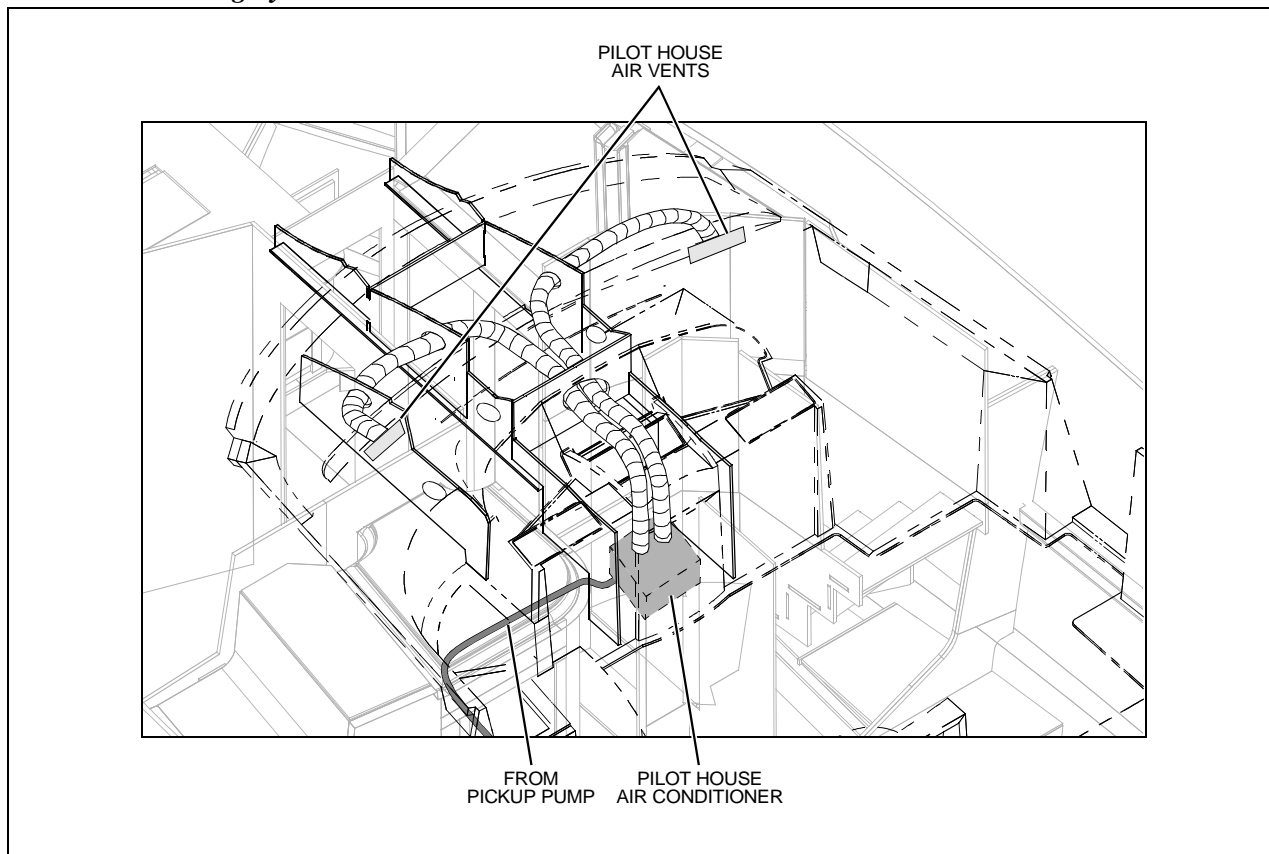 PILOT HOUSE
AIR VENTS
FROM
PICKUP PUMP
PILOT HOUSE
AIR CONDITIONER